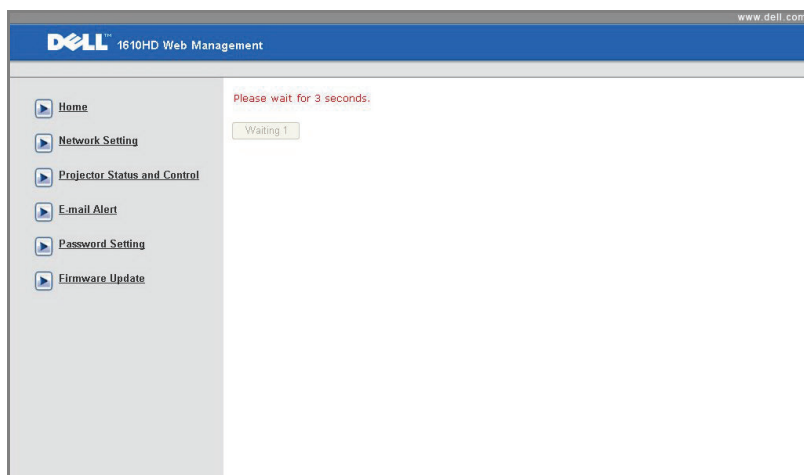 www.dell.com
DELL™ 1610HD Web Management
Please wait for 3 seconds.
Waiting 1
Home
Network Setting
Projector Status and Control
E-mail Alert
Password Setting
Firmware Update